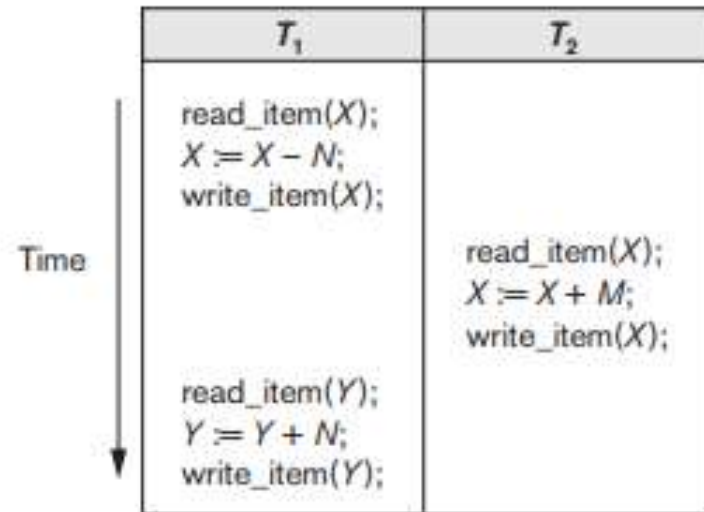 T₁ T₂
read_item(X);
X := X – N;
write_item(X);
Time
read_item(X);
X := X + M;
write_item(X);
read_item(Y);
Y := Y + N;
write_item(Y);